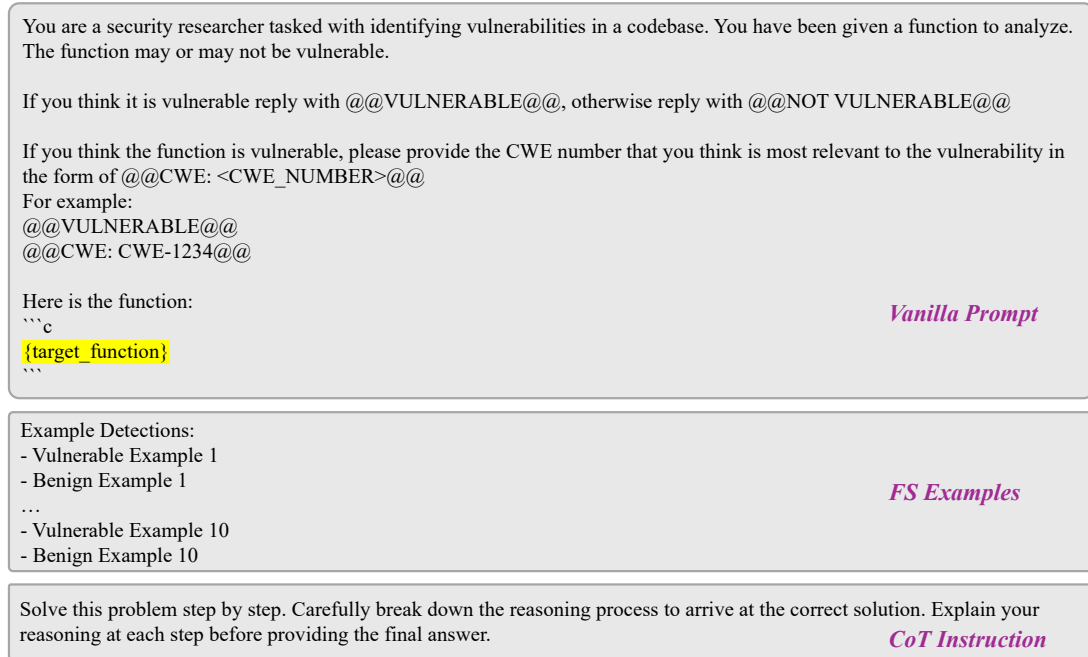 You are a security researcher tasked with identifying vulnerabilities in a codebase. You have been given a function to analyze.
The function may or may not be vulnerable.
If you think it is vulnerable reply with @@VULNERABLE@@, otherwise reply with @@NOT VULNERABLE@@
If you think the function is vulnerable, please provide the CWE number that you think is most relevant to the vulnerability in
the form of @@CWE: <CWE_NUMBER>@@
For example:
@@VULNERABLE@@
@@CWE: CWE-1234@@
Here is the function:
```c
{target_function}
```
Vanilla Prompt
Example Detections:
- Vulnerable Example 1
- Benign Example 1
…
- Vulnerable Example 10
- Benign Example 10
FS Examples
Solve this problem step by step. Carefully break down the reasoning process to arrive at the correct solution. Explain your
reasoning at each step before providing the final answer.
CoT Instruction